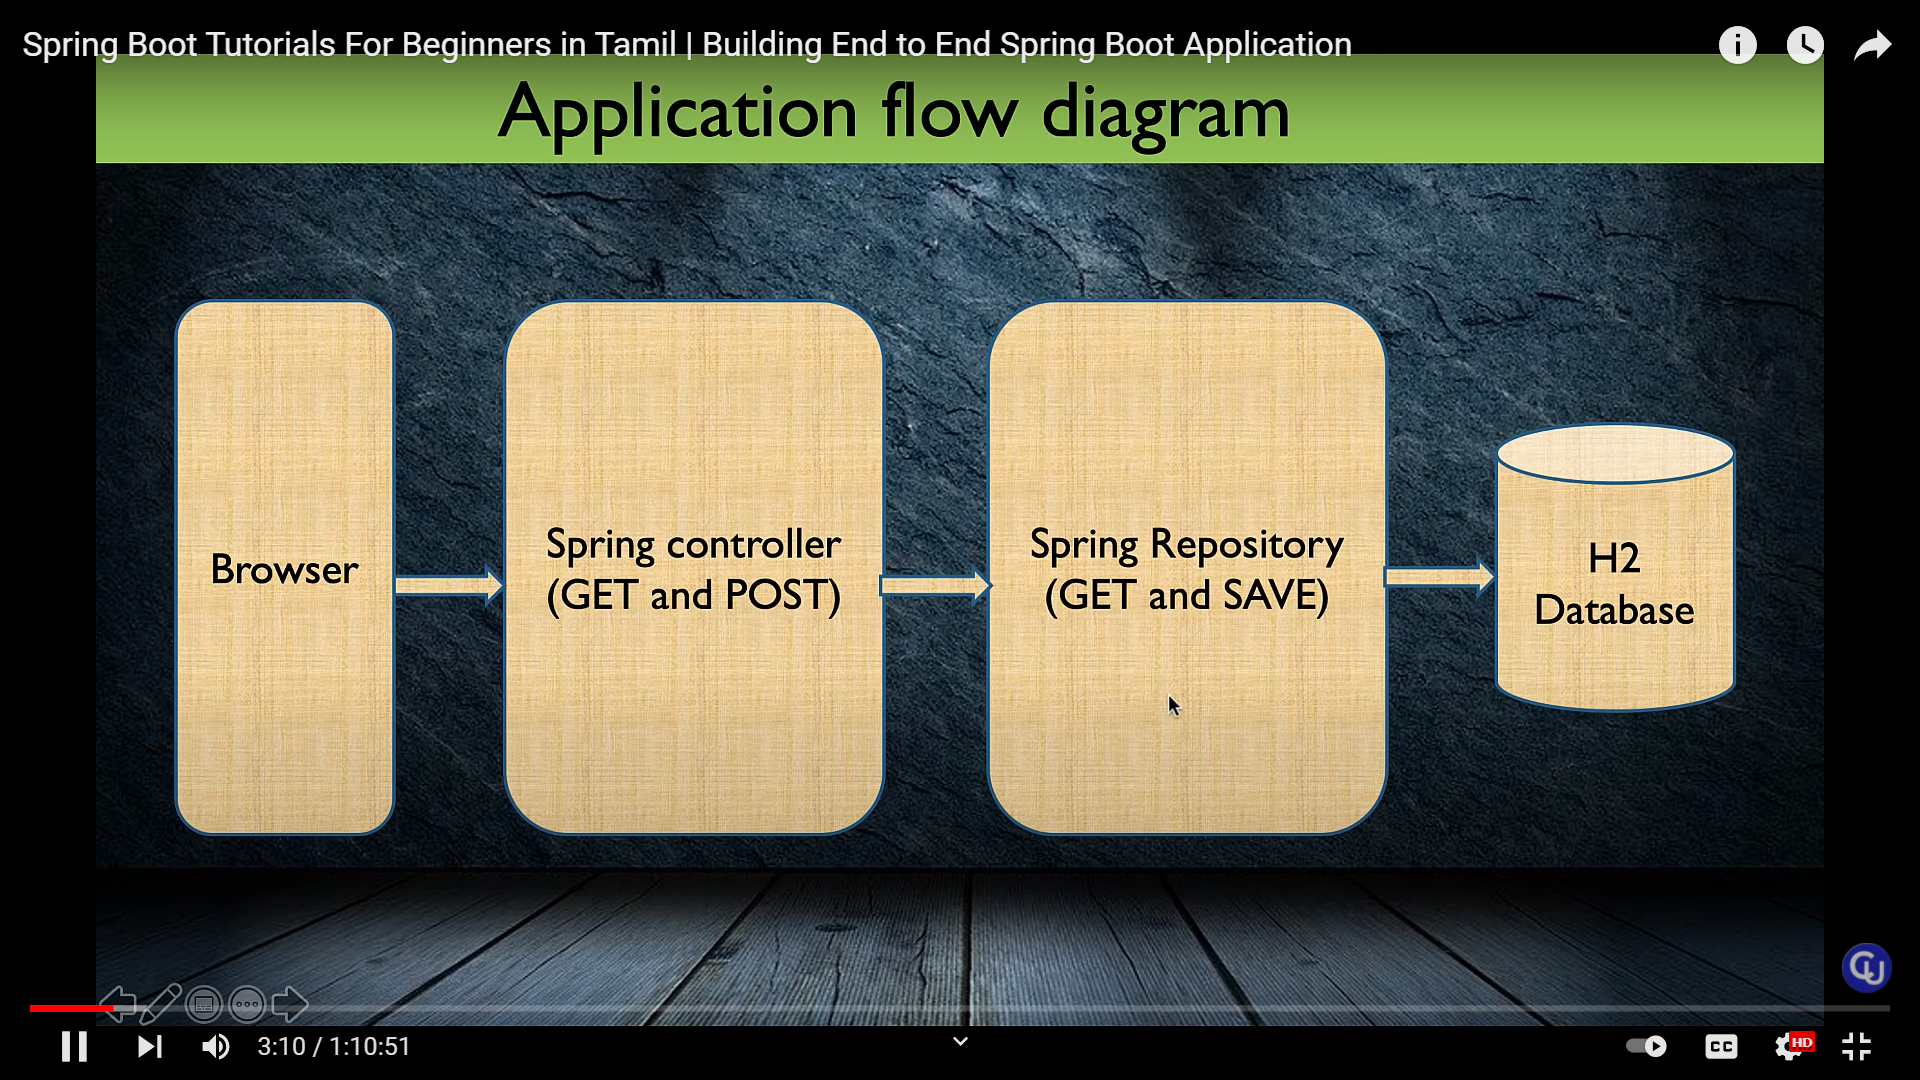 Spring Boot Tutorials For Beginners in Tamil | Building End to End Spring Boot Application
Application flow diagram
Browser
Spring controller
(GET and POST)
Spring Repository
(GET and SAVE)
H2
Database
3:10 / 1:10:51
CC
HD